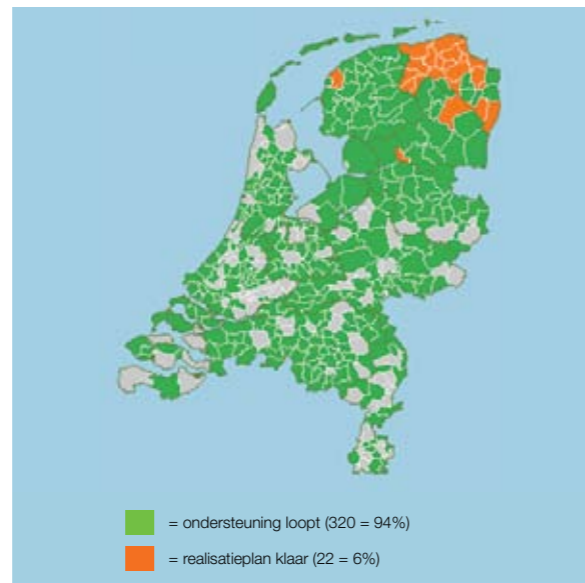 = ondersteuning loopt (320 = 94%)
= realisatieplan klaar (22 = 6%)